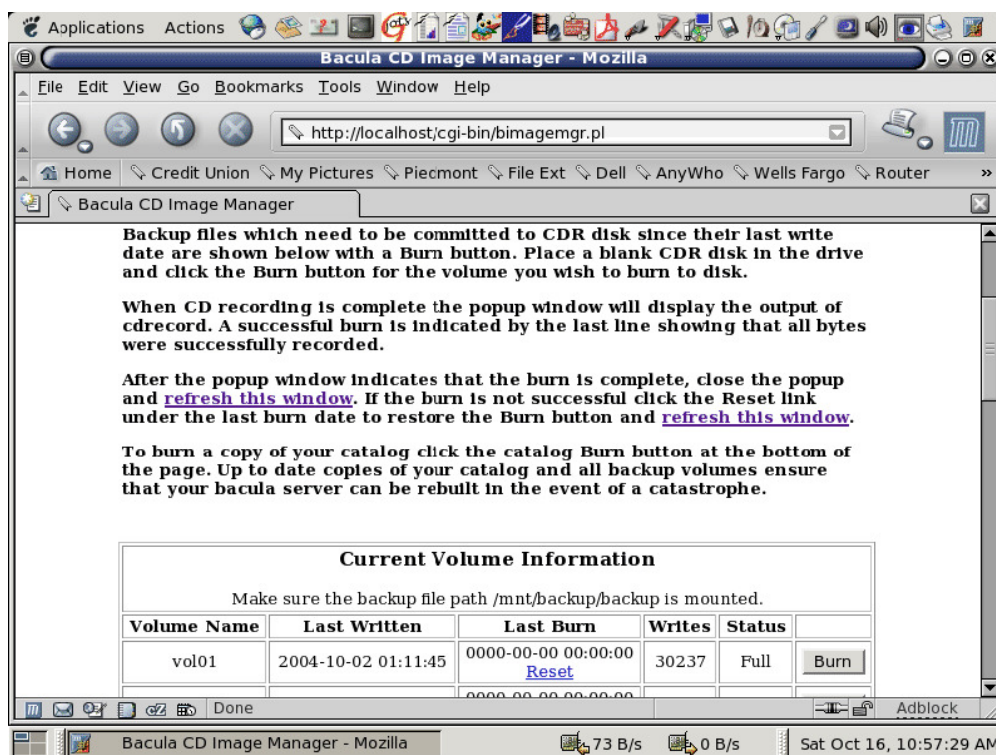 Applications Actions
Bacula CD Image Manager - Mozilla
File Edit View Go Bookmarks Tools Window Help
http://localhost/cgi-bin/bimagemgr.pl
Home Credit Union My Pictures Piedmont File Ext Dell AnyWho Wells Fargo Router »
Bacula CD Image Manager
Backup files which need to be committed to CDR disk since their last write
date are shown below with a Burn button. Place a blank CDR disk in the drive
and click the Burn button for the volume you wish to burn to disk.
When CD recording is complete the popup window will display the output of
cdrecord. A successful burn is indicated by the last line showing that all bytes
were successfully recorded.
After the popup window indicates that the burn is complete, close the popup
and refresh this window. If the burn is not successful click the Reset link
under the last burn date to restore the Burn button and refresh this window.
To burn a copy of your catalog click the catalog Burn button at the bottom of
the page. Up to date copies of your catalog and all backup volumes ensure
that your bacula server can be rebuilt in the event of a catastrophe.
Current Volume Information
Make sure the backup file path /mnt/backup/backup is mounted.
Volume Name Last Written Last Burn Writes Status
vol01 2004-10-02 01:11:45 0000-00-00 00:00:00 30237 Full Burn
Reset
0000-00-00 00:00:00
Done Adblock
Bacula CD Image Manager - Mozilla 73 B/s 0 B/s Sat Oct 16, 10:57:29 AM